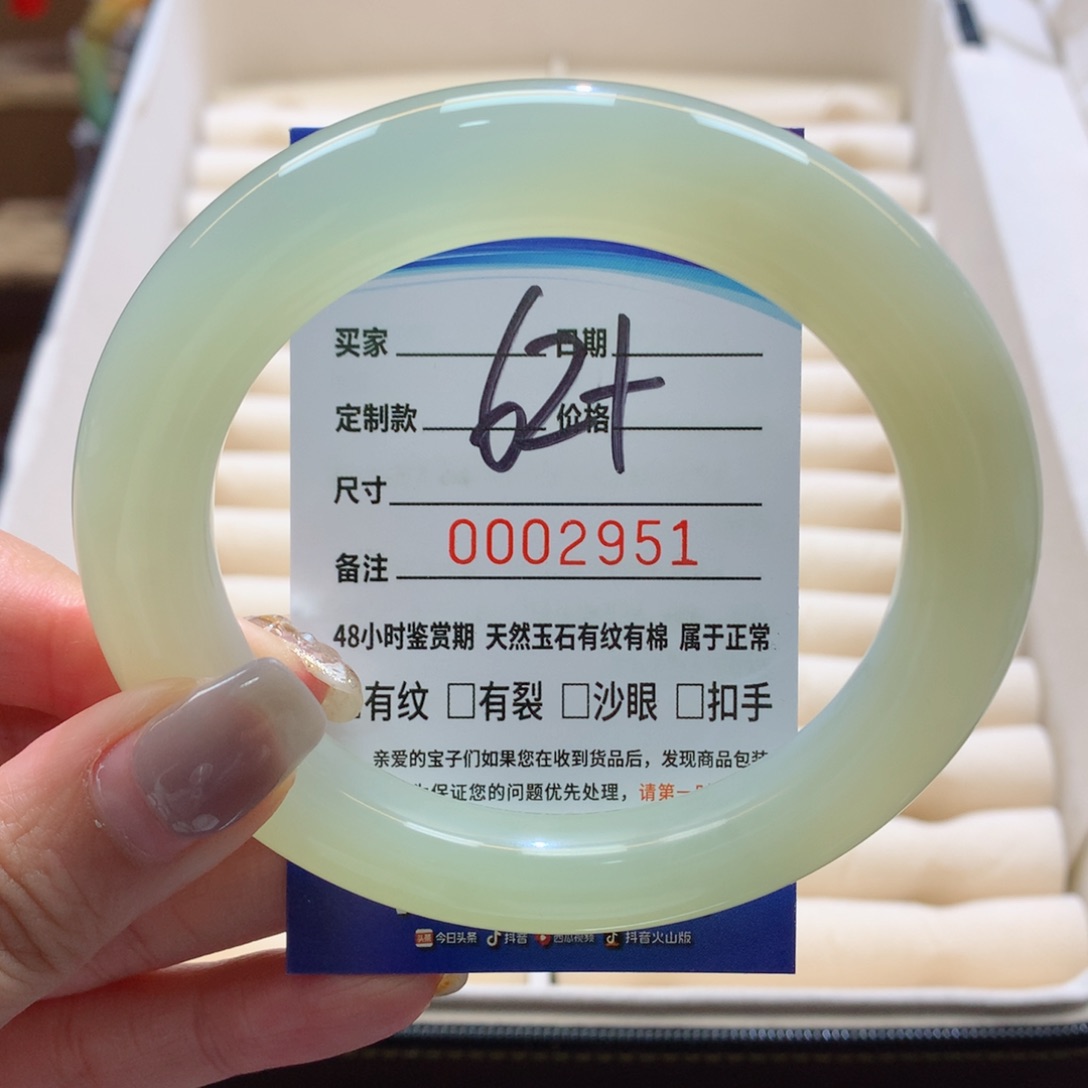 买家 日期
62+
定制款 价格
尺寸
0002951
备注
48小时鉴赏期 天然玉石有纹有棉 属于正常
□有纹 □有裂 □沙眼 □扣手
亲爱的宝子们如果您在收到货品后，发现商品包装
保证您的问题优先处理，请第一
头条 今日头条 抖音 西瓜视频 抖音火山版